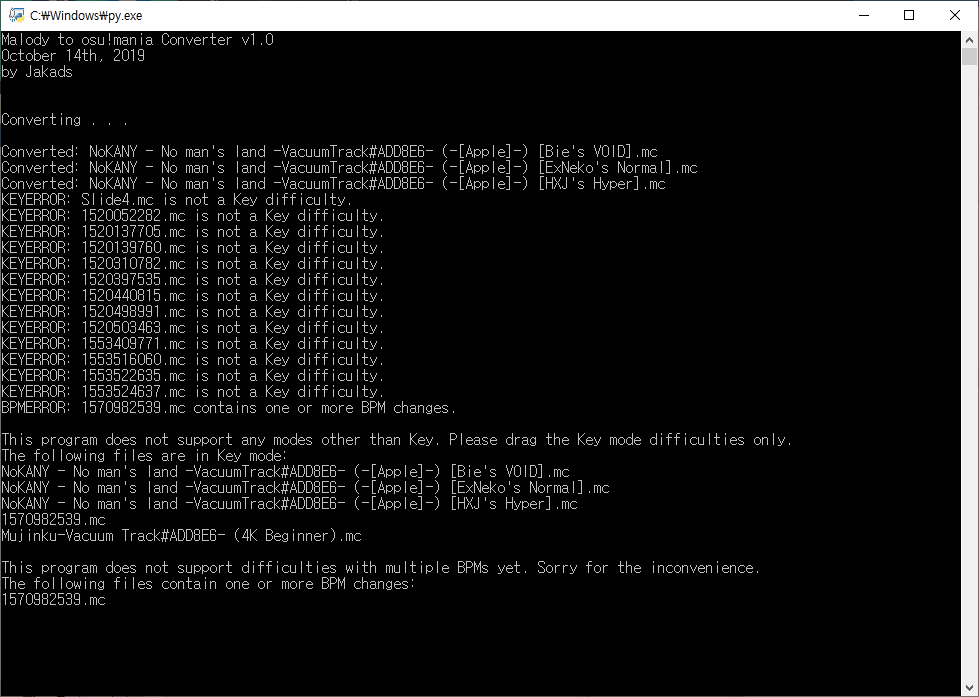 C:₩Windows₩py.exe
Malody to osu!mania Converter v1.0
October 14th, 2019
by Jakads
Converting . . .
Converted: NoKANY - No man's land -VacuumTrack#ADD8E6- (-[Apple]-) [Bie's VOID].mc
Converted: NoKANY - No man's land -VacuumTrack#ADD8E6- (-[Apple]-) [ExNeko's Normal].mc
Converted: NoKANY - No man's land -VacuumTrack#ADD8E6- (-[Apple]-) [HXJ's Hyper].mc
KEYERROR: Slide4.mc is not a Key difficulty.
KEYERROR: 1520052282.mc is not a Key difficulty.
KEYERROR: 1520137705.mc is not a Key difficulty.
KEYERROR: 1520139760.mc is not a Key difficulty.
KEYERROR: 1520310782.mc is not a Key difficulty.
KEYERROR: 1520397535.mc is not a Key difficulty.
KEYERROR: 1520440815.mc is not a Key difficulty.
KEYERROR: 1520498991.mc is not a Key difficulty.
KEYERROR: 1520503463.mc is not a Key difficulty.
KEYERROR: 1553409771.mc is not a Key difficulty.
KEYERROR: 1553516060.mc is not a Key difficulty.
KEYERROR: 1553522635.mc is not a Key difficulty.
KEYERROR: 1553524637.mc is not a Key difficulty.
BPMERROR: 1570982539.mc contains one or more BPM changes.
This program does not support any modes other than Key. Please drag the Key mode difficulties only.
The following files are in Key mode:
NoKANY - No man's land -VacuumTrack#ADD8E6- (-[Apple]-) [Bie's VOID].mc
NoKANY - No man's land -VacuumTrack#ADD8E6- (-[Apple]-) [ExNeko's Normal].mc
NoKANY - No man's land -VacuumTrack#ADD8E6- (-[Apple]-) [HXJ's Hyper].mc
1570982539.mc
Mujinku-Vacuum Track#ADD8E6- (4K Beginner).mc
This program does not support difficulties with multiple BPMs yet. Sorry for the inconvenience.
The following files contain one or more BPM changes:
1570982539.mc